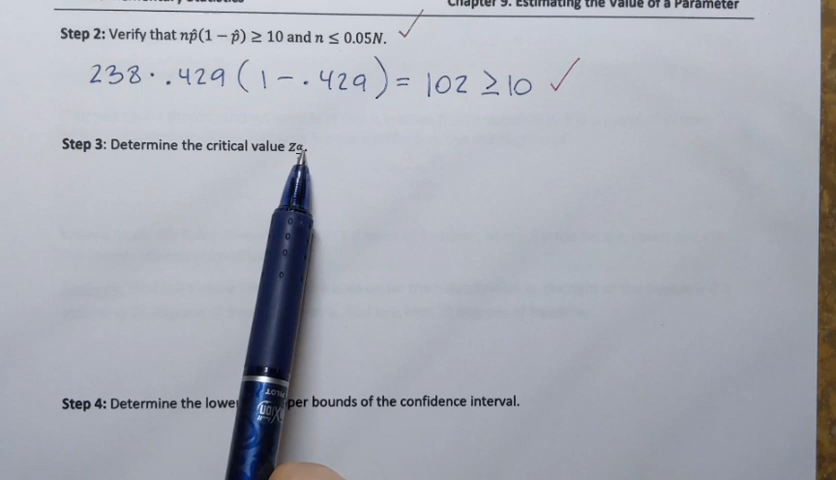 Chapter 9. Estimating the Value of a Parameter
Step 2: Verify that np̂(1 − p̂) ≥ 10 and n ≤ 0.05N. ✓
238 · .429 (1 − .429) = 102 ≥ 10 ✓
Step 3: Determine the critical value zα.
Step 4: Determine the per bounds of the confidence interval.
PILOT